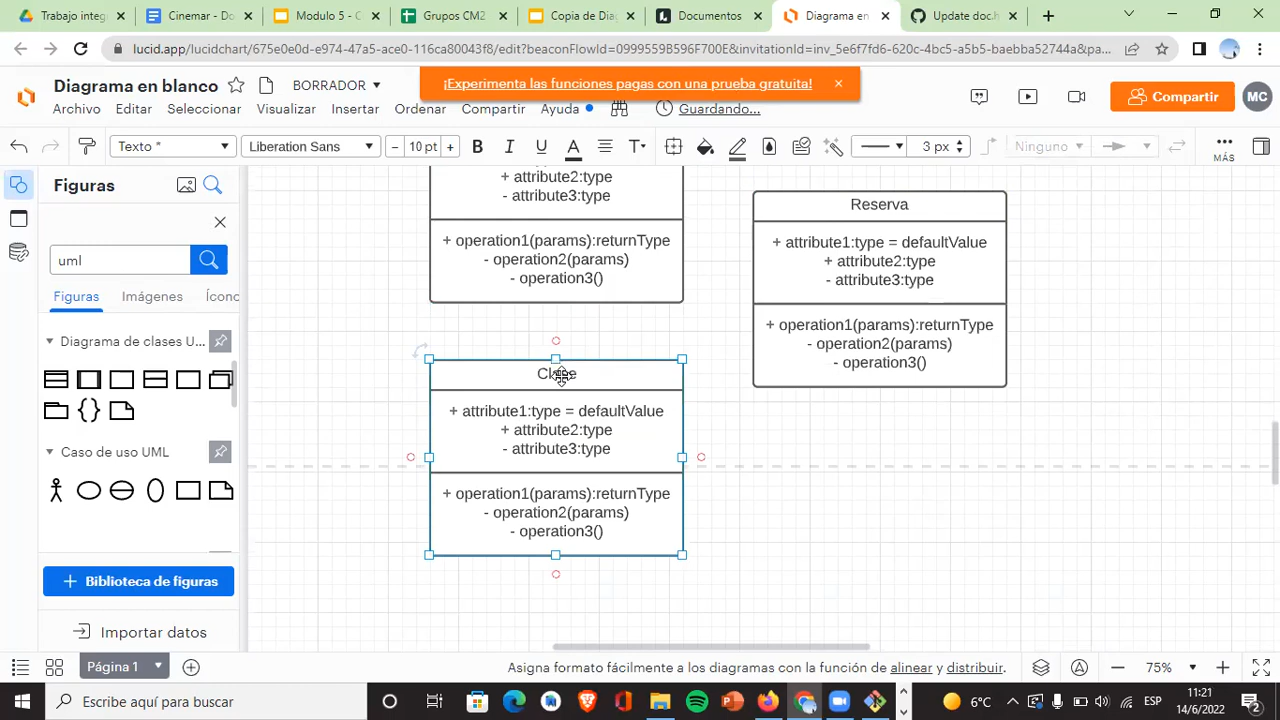 Trabajo integ
Cinemar - Do
Modulo 5 - C
Grupos CM2
Copia de Dia
Documentos
Diagrama en
Update doc.h
lucid.app/lucidchart/675e0e0d-e974-47a5-ace0-116ca80043f8/edit?beaconFlowId=0999559B596F700E&invitationId=inv_5e6f7fd6-620c-4bc5-a5b5-baebba52744a&pa...
Diagrama en blanco
BORRADOR
¡Experimenta las funciones pagas con una prueba gratuita!
Compartir
MC
Archivo
Editar
Selección
Visualizar
Insertar
Ordenar
Compartir
Ayuda
Guardando...
Texto
Liberation Sans
10 pt
B
I
U
A
T
3 px
Ninguno
MÁS
Figuras
uml
Figuras
Imágenes
Ícono
Diagrama de clases U...
Caso de uso UML
Biblioteca de figuras
Importar datos
+ attribute2:type
- attribute3:type
+ operation1(params):returnType
- operation2(params)
- operation3()
Reserva
+ attribute1:type = defaultValue
+ attribute2:type
- attribute3:type
+ operation1(params):returnType
- operation2(params)
- operation3()
+ attribute1:type = defaultValue
+ attribute2:type
- attribute3:type
+ operation1(params):returnType
- operation2(params)
- operation3()
Página 1
Asigna formato fácilmente a los diagramas con la función de alinear y distribuir.
75%
Escribe aquí para buscar
6°C
ESP
11:21
14/6/2022
2